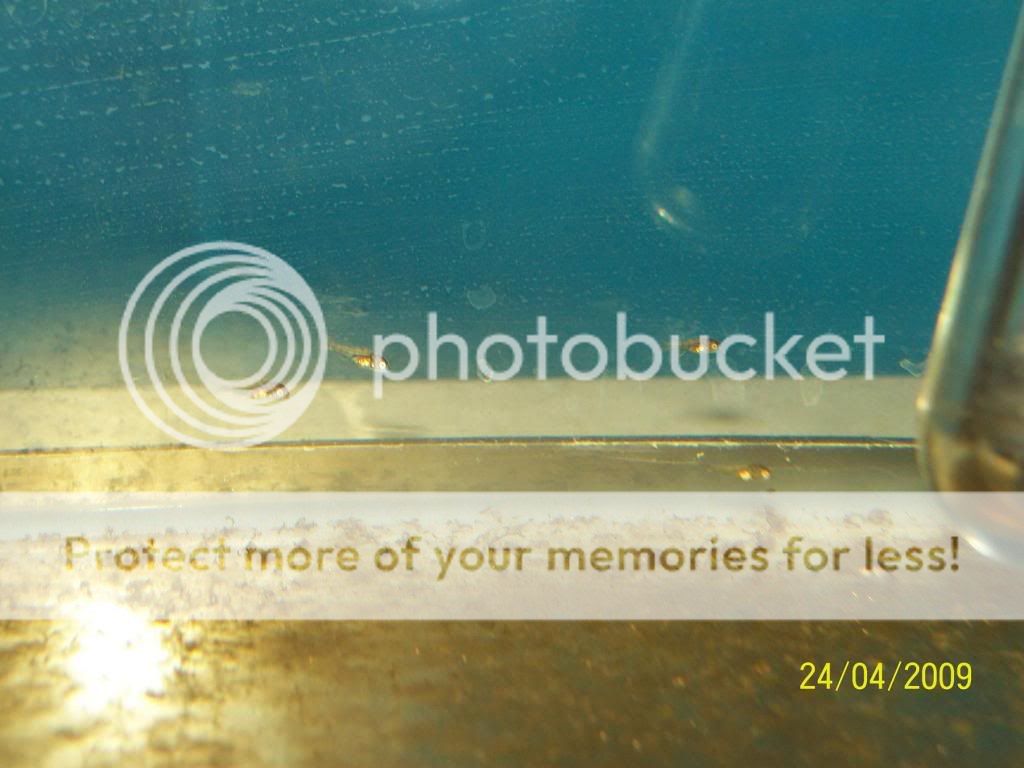 photobucket
Protect more of your memories for less!
24/04/2009